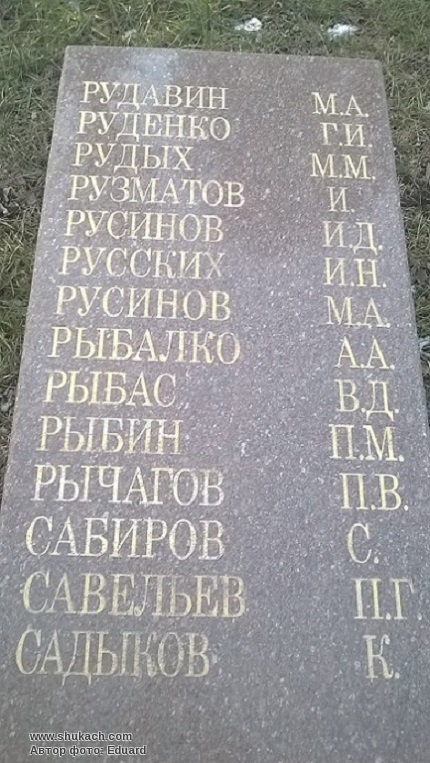 РУДАВИН М.А.
РУДЕНКО Г.И.
РУДЫХ М.М.
РУЗМАТОВ И.
РУСИНОВ И.Д.
РУССКИХ И.Н.
РУСИНОВ М.А.
РЫБАЛКО А.А.
РЫБАС В.Д.
РЫБИН П.М.
РЫЧАГОВ П.В.
САБИРОВ С.
САВЕЛЬЕВ П.Г.
САДЫКОВ К.
www.shukach.com
Автор фото: Eduard